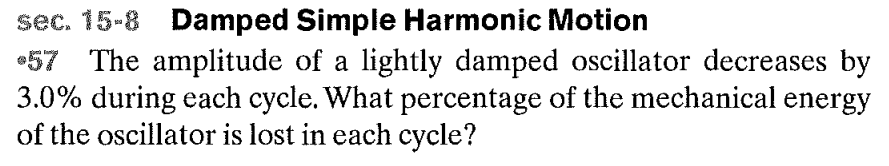 sec. 15-8 Damped Simple Harmonic Motion
•57 The amplitude of a lightly damped oscillator decreases by
3.0% during each cycle. What percentage of the mechanical energy
of the oscillator is lost in each cycle?